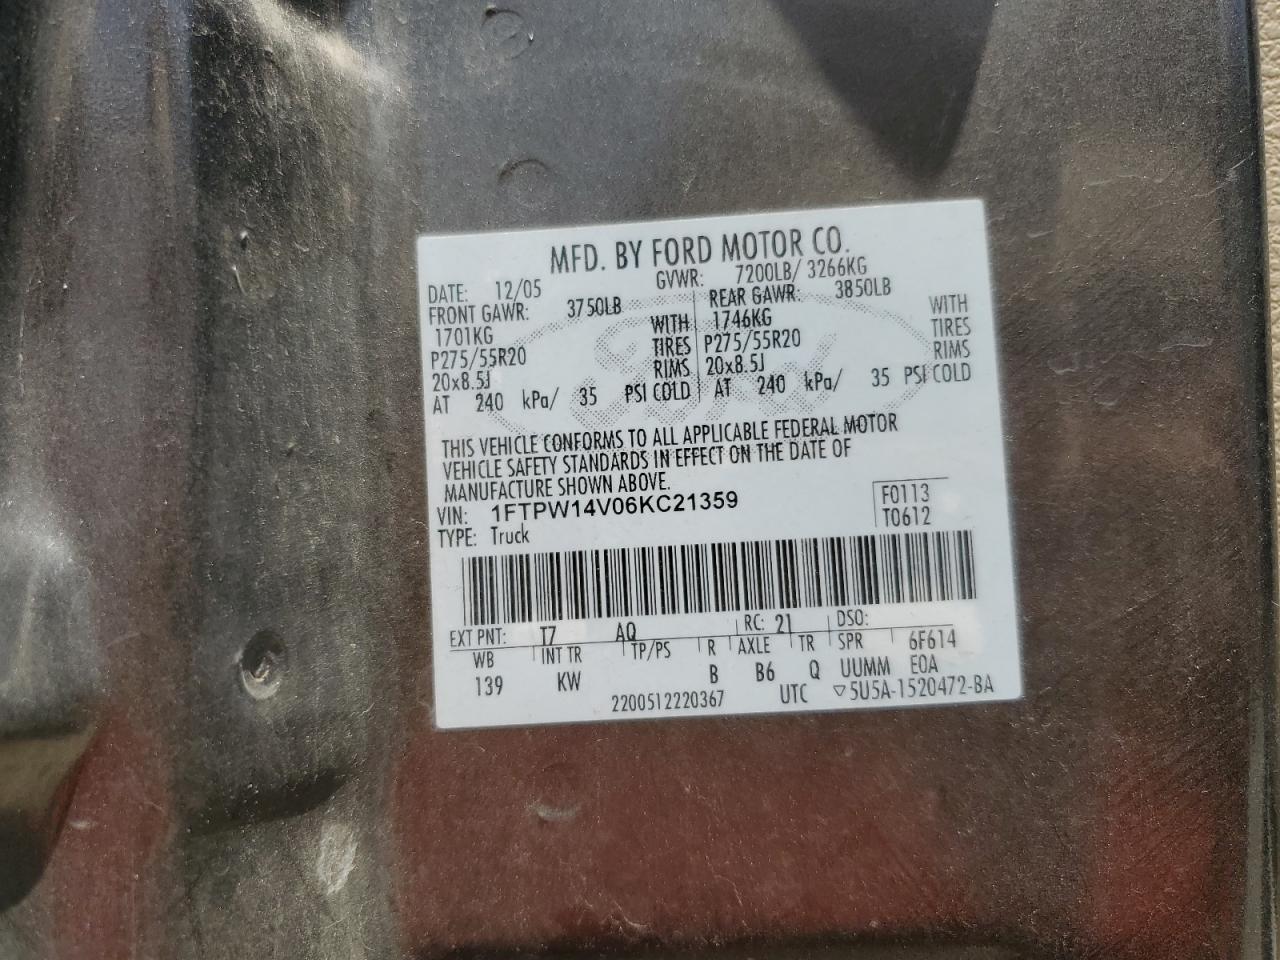 MFD. BY FORD MOTOR CO.
DATE: 12/05 GVWR: 7200LB/ 3266KG
FRONT GAWR: 3750LB REAR GAWR: 3850LB
1701KG WITH 1746KG WITH
P275/55R20 TIRES P275/55R20 TIRES
20x8.5J RIMS 20x8.5J RIMS
AT 240 kPa/ 35 PSI COLD AT 240 kPa/ 35 PSI COLD
THIS VEHICLE CONFORMS TO ALL APPLICABLE FEDERAL MOTOR
VEHICLE SAFETY STANDARDS IN EFFECT ON THE DATE OF
MANUFACTURE SHOWN ABOVE.
VIN: 1FTPW14V06KC21359 F0113
TYPE: Truck T0612
EXT PNT: T7 AQ RC: 21 DSO:
WB INT TR TP/PS R AXLE TR SPR 6F614
139 KW B B6 Q UUMM EOA
2200512220367 UTC ▽5U5A-1520472-BA